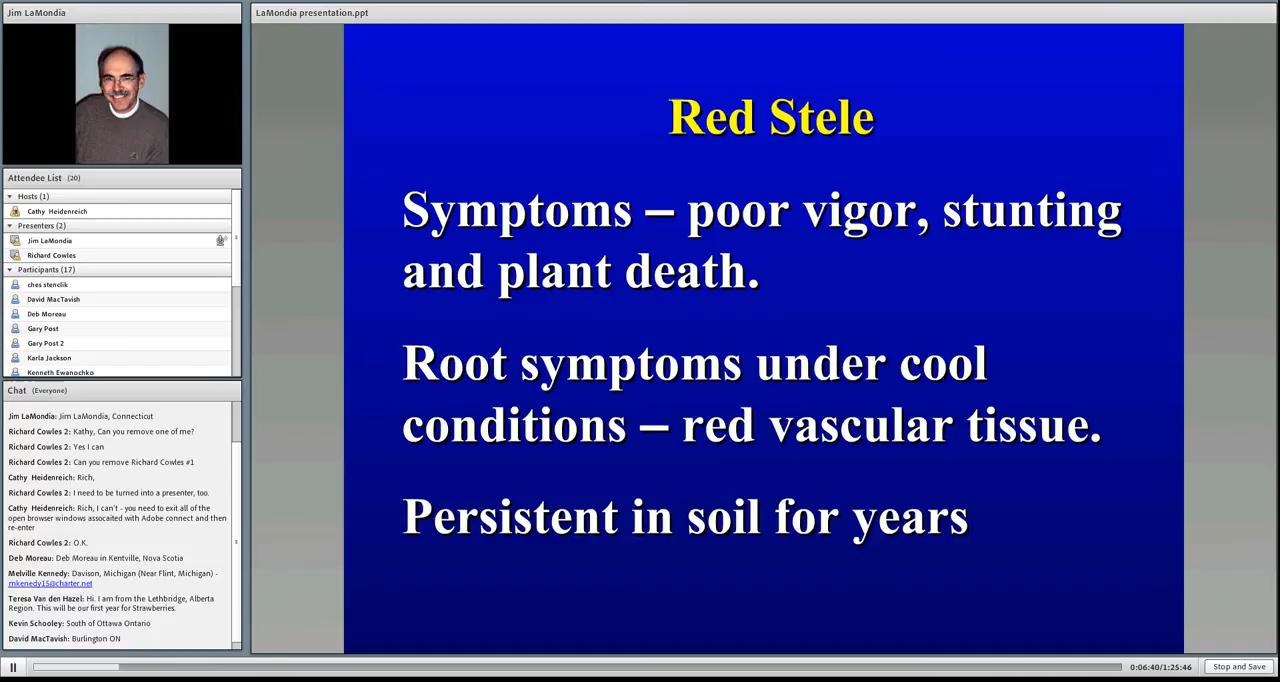 Jim LaMondia
LaMondia presentation.ppt
Attendee List (20)
Hosts (1)
Cathy Heidenreich
Presenters (2)
Jim LaMondia
Richard Cowles
Participants (17)
ches stenclik
David MacTavish
Deb Moreau
Gary Post
Gary Post 2
Karla Jackson
Kenneth Ewanochko
Chat (Everyone)
Jim LaMondia: Jim LaMondia, Connecticut
Richard Cowles 2: Kathy, Can you remove one of me?
Richard Cowles 2: Yes I can
Richard Cowles 2: Can you remove Richard Cowles #1
Cathy Heidenreich: Rich,
Richard Cowles 2: I need to be turned into a presenter, too.
Cathy Heidenreich: Rich, I can't - you need to exit all of the
open browser windows assocaited with Adobe connect and then
re-enter
Richard Cowles 2: O.K.
Deb Moreau: Deb Moreau in Kentville, Nova Scotia
Melville Kennedy: Davison, Michigan (Near Flint, Michigan) -
mkenedy15@charter.net
Teresa Van den Hazel: Hi. I am from the Lethbridge, Alberta
Region. This will be our first year for Strawberries.
Kevin Schooley: South of Ottawa Ontario
David MacTavish: Burlington ON
Red Stele
Symptoms – poor vigor, stunting
and plant death.
Root symptoms under cool
conditions – red vascular tissue.
Persistent in soil for years
0:06:40/1:25:46
Stop and Save